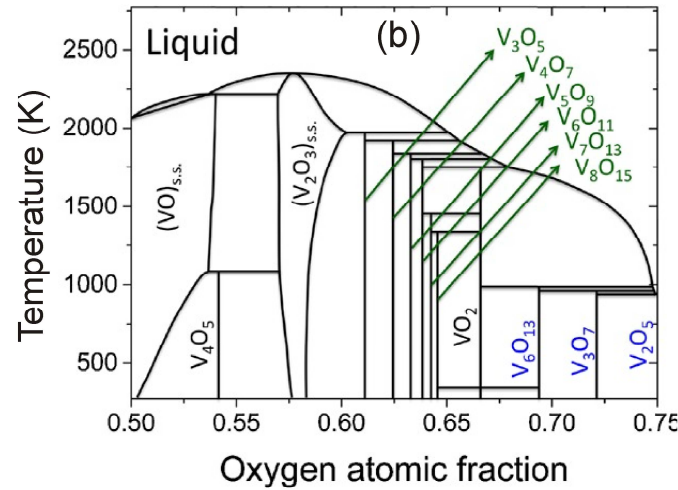 Liquid
(b)
V₃O₅
V₄O₇
V₅O₉
V₆O₁₁
V₇O₁₃
V₈O₁₅
2500
2000
1500
1000
500
Temperature (K)
(VO)s.s.
(V₂O₃)s.s.
V₄O₅
VO₂
V₆O₁₃
V₃O₇
V₂O₅
0.50 0.55 0.60 0.65 0.70 0.75
Oxygen atomic fraction